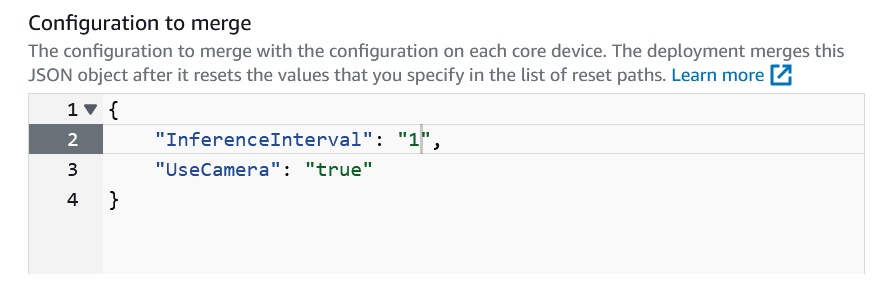 Configuration to merge
The configuration to merge with the configuration on each core device. The deployment merges this
JSON object after it resets the values that you specify in the list of reset paths. Learn more
1 {
2 "InferenceInterval": "1",
3 "UseCamera": "true"
4 }